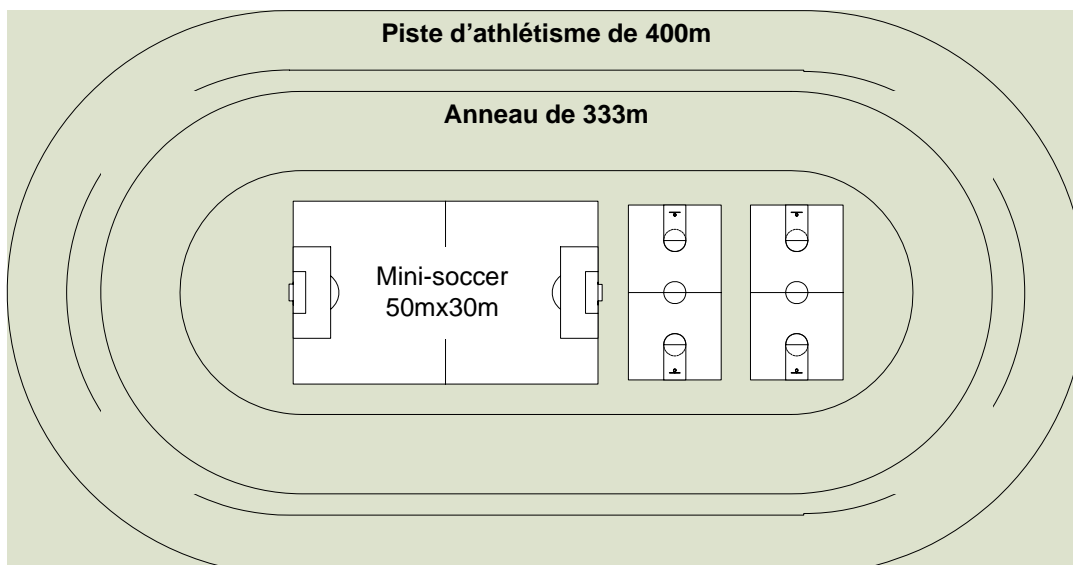 Piste d’athlétisme de 400m
Anneau de 333m
Mini-soccer
50mx30m